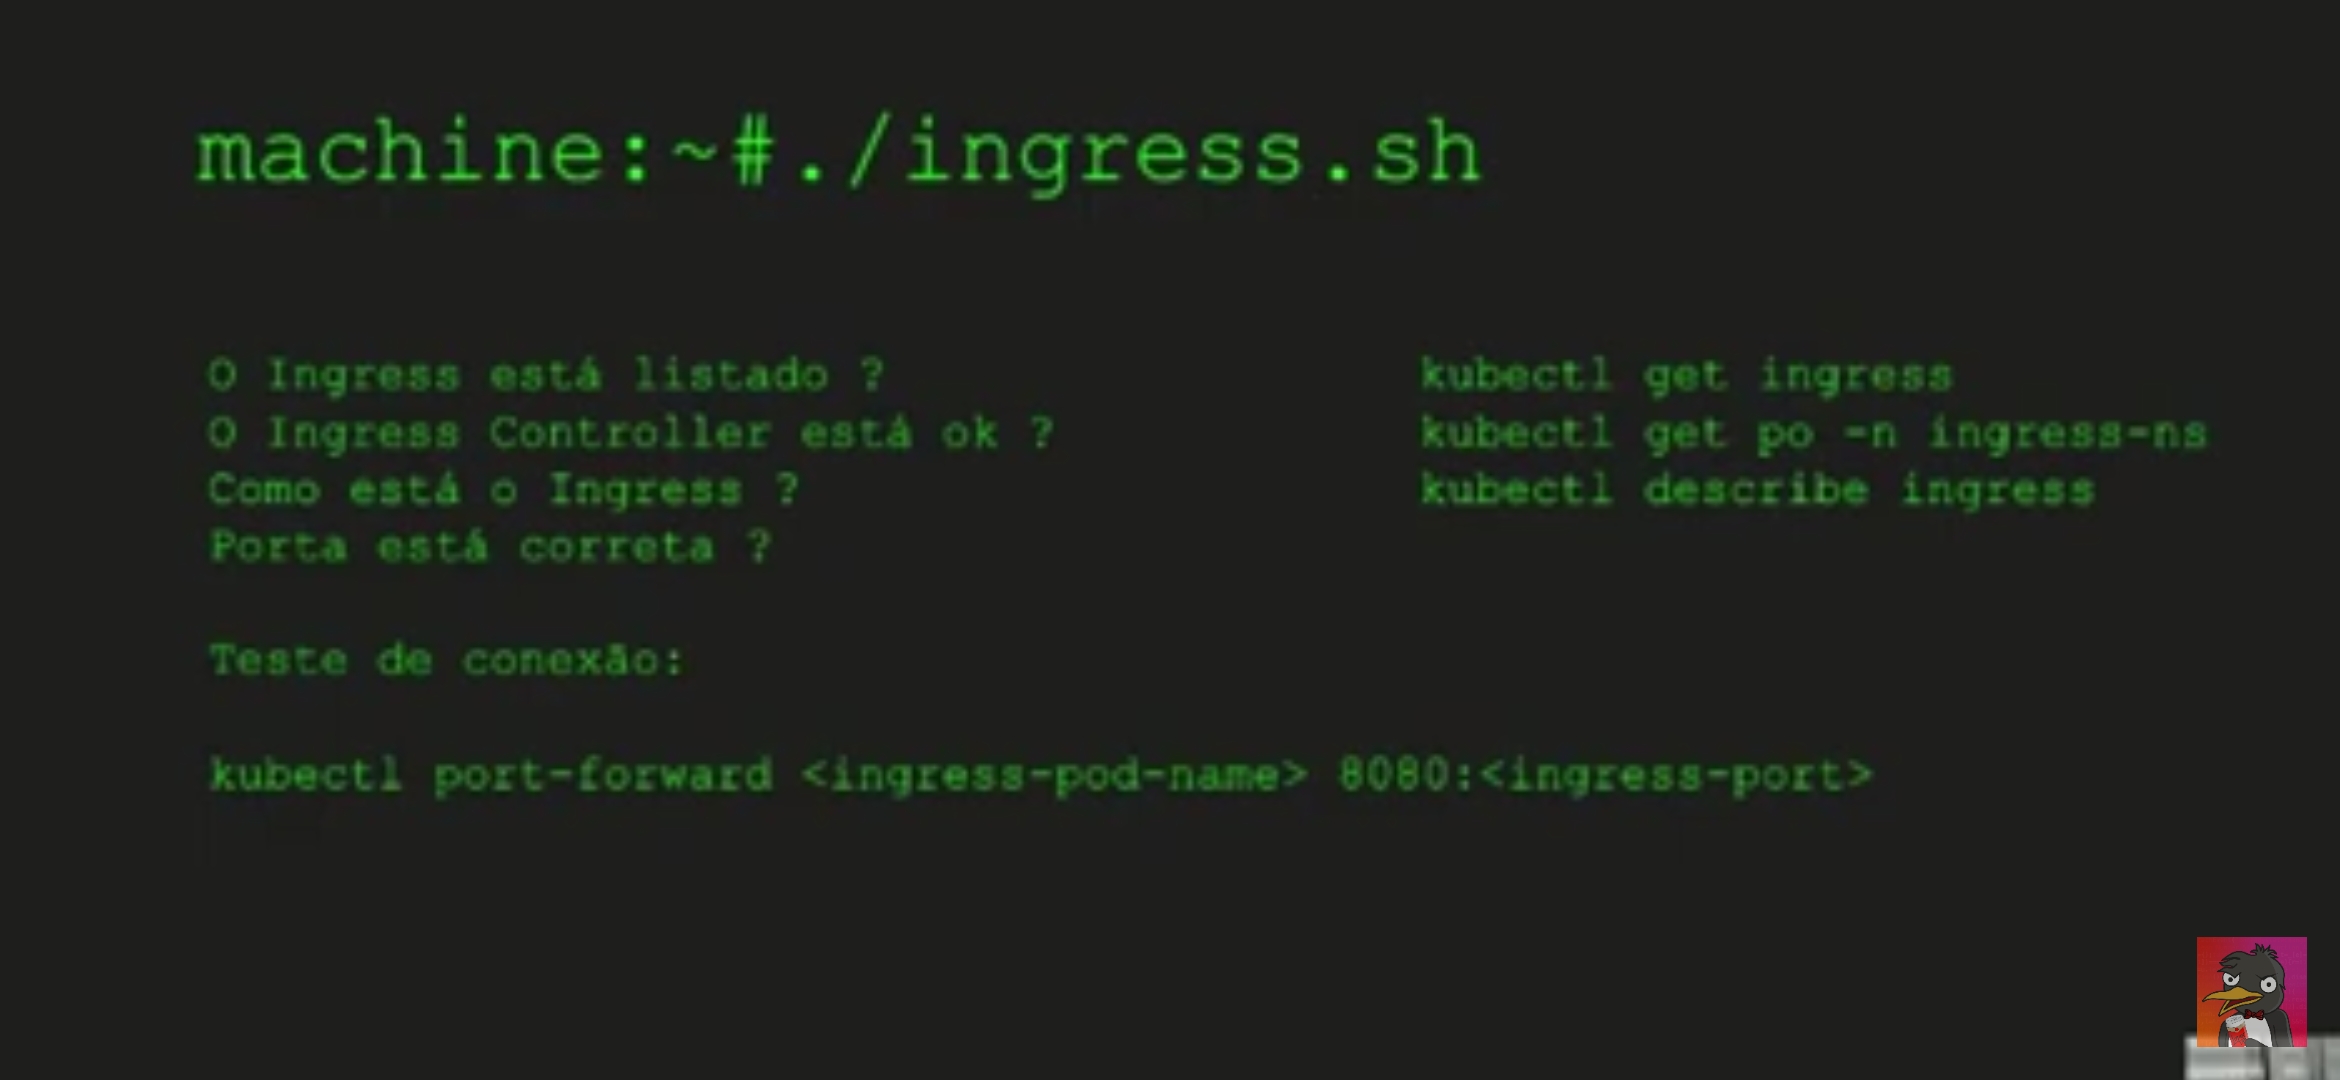 machine:~#./ingress.sh
O Ingress está listado ? kubectl get ingress
O Ingress Controller está ok ? kubectl get po -n ingress-ns
Como está o Ingress ? kubectl describe ingress
Porta está correta ?
Teste de conexão:
kubectl port-forward <ingress-pod-name> 8080:<ingress-port>